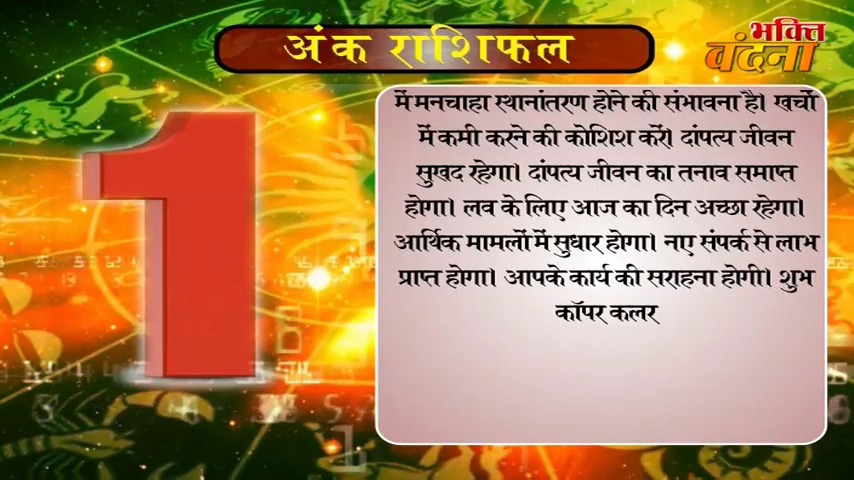 अंक राशिफल
भक्ति
वंदना
1
में मनचाहा स्थानांतरण होने की संभावना है। खर्चों
में कमी करने की कोशिश करें। दांपत्य जीवन
सुखद रहेगा। दांपत्य जीवन का तनाव समाप्त
होगा। लव के लिए आज का दिन अच्छा रहेगा।
आर्थिक मामलों में सुधार होगा। नए संपर्क से लाभ
प्राप्त होगा। आपके कार्य की सराहना होगी। शुभ
कॉपर कलर